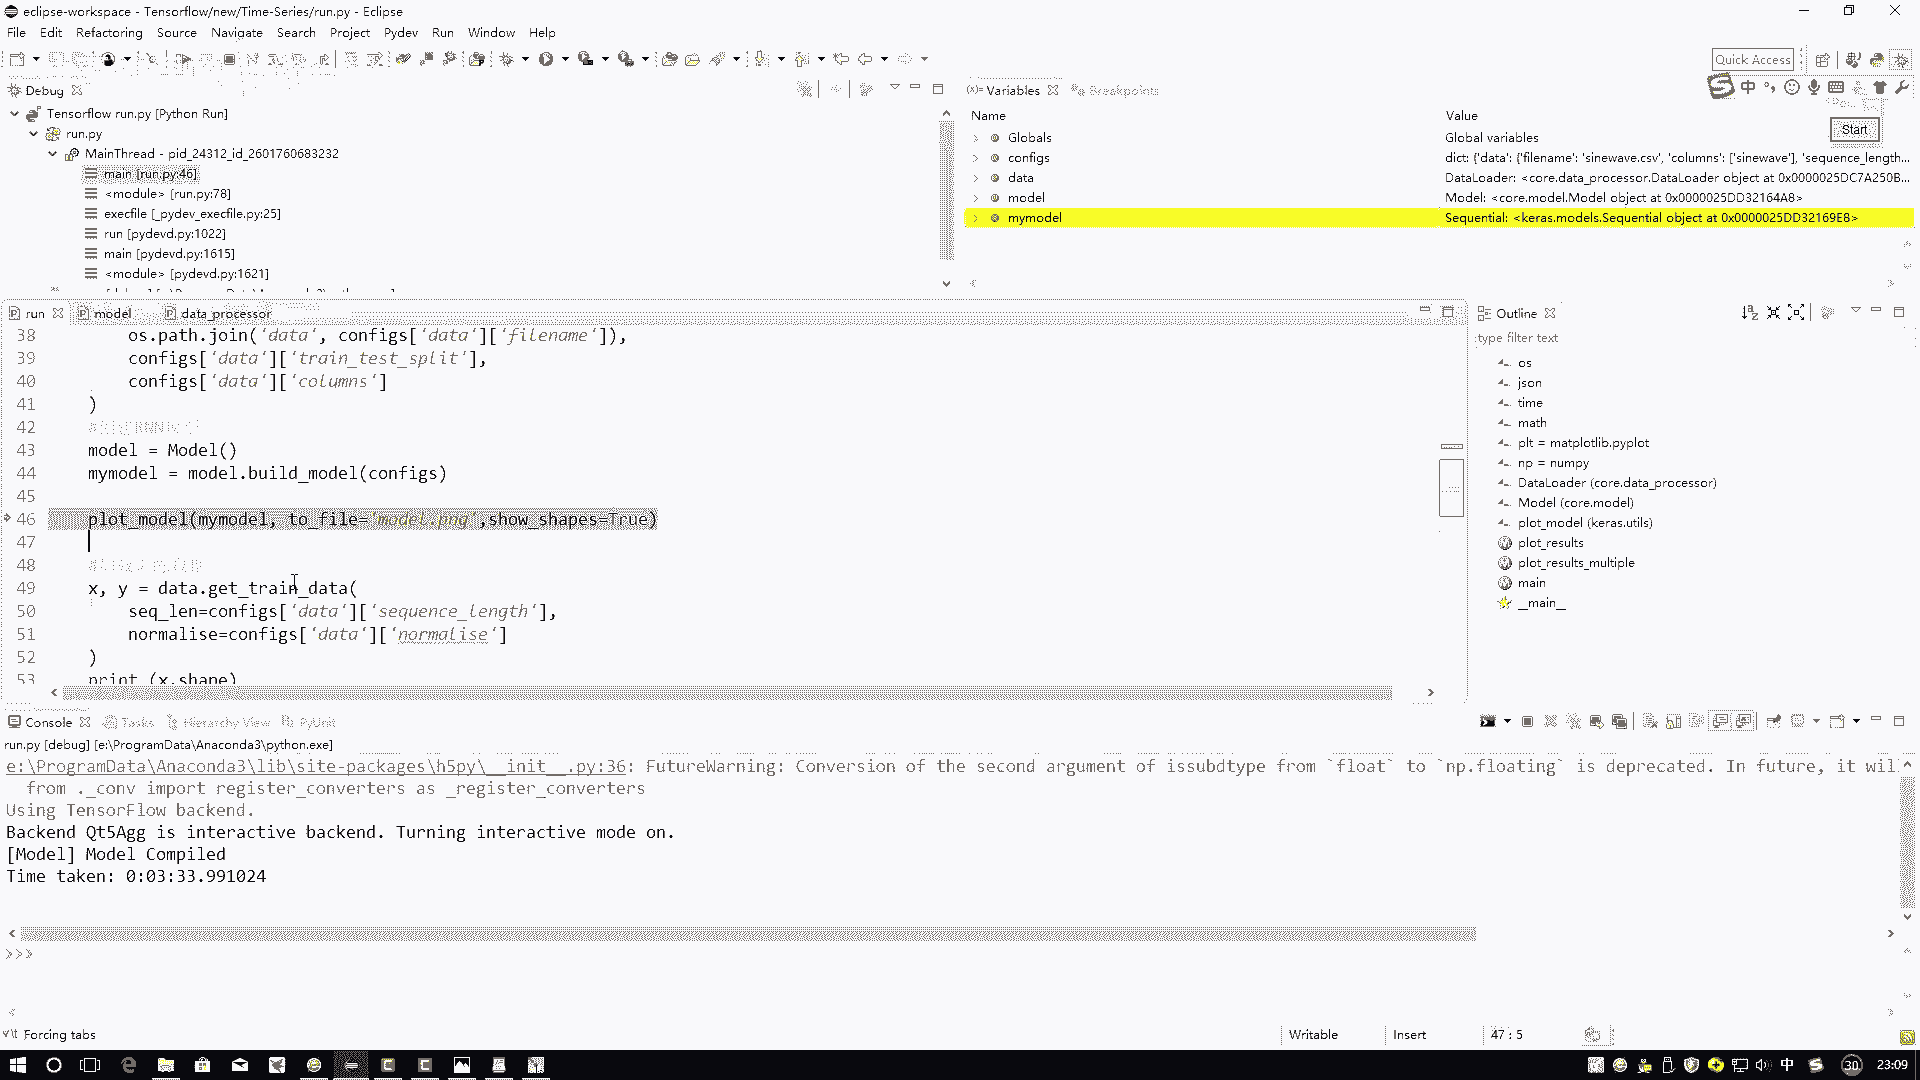 eclipse-workspace - Tensorflow/new/Time-Series/run.py - Eclipse
File Edit Refactoring Source Navigate Search Project Pydev Run Window Help
Quick Access
Debug
Tensorflow run.py [Python Run]
run.py
MainThread - pid_24312_id_2601760683232
main [run.py:46]
<module> [run.py:78]
execfile [_pydev_execfile.py:25]
run [pydevd.py:1022]
main [pydevd.py:1615]
<module> [pydevd.py:1621]
Variables Breakpoints
中
Name Value
Start
Globals Global variables
configs dict: {'data': {'filename': 'sinewave.csv', 'columns': ['sinewave'], 'sequence_length...
data DataLoader: <core.data_processor.DataLoader object at 0x0000025DC7A250B...
model Model: <core.model.Model object at 0x0000025DD32164A8>
mymodel Sequential: <keras.models.Sequential object at 0x0000025DD32169E8>
run model data_processor
38 os.path.join('data', configs['data']['filename']),
39 configs['data']['train_test_split'],
40 configs['data']['columns']
41 )
42
43 model = Model()
44 mymodel = model.build_model(configs)
45
46 plot_model(mymodel, to_file='model.png',show_shapes=True)
47
48
49 x, y = data.get_train_data(
50 seq_len=configs['data']['sequence_length'],
51 normalise=configs['data']['normalise']
52 )
53 print (x.shape)
Outline
type filter text
os
json
time
math
plt = matplotlib.pyplot
np = numpy
DataLoader (core.data_processor)
Model (core.model)
plot_model (keras.utils)
plot_results
plot_results_multiple
main
__main__
Console Tasks Hierarchy View PyUnit
run.py [debug] [e:\ProgramData\Anaconda3\python.exe]
e:\ProgramData\Anaconda3\lib\site-packages\h5py\__init__.py:36: FutureWarning: Conversion of the second argument of issubdtype from `float` to `np.floating` is deprecated. In future, it wil
from ._conv import register_converters as _register_converters
Using TensorFlow backend.
Backend Qt5Agg is interactive backend. Turning interactive mode on.
[Model] Model Compiled
Time taken: 0:03:33.991024
>>>
Forcing tabs Writable Insert 47 : 5
中 30 23:09